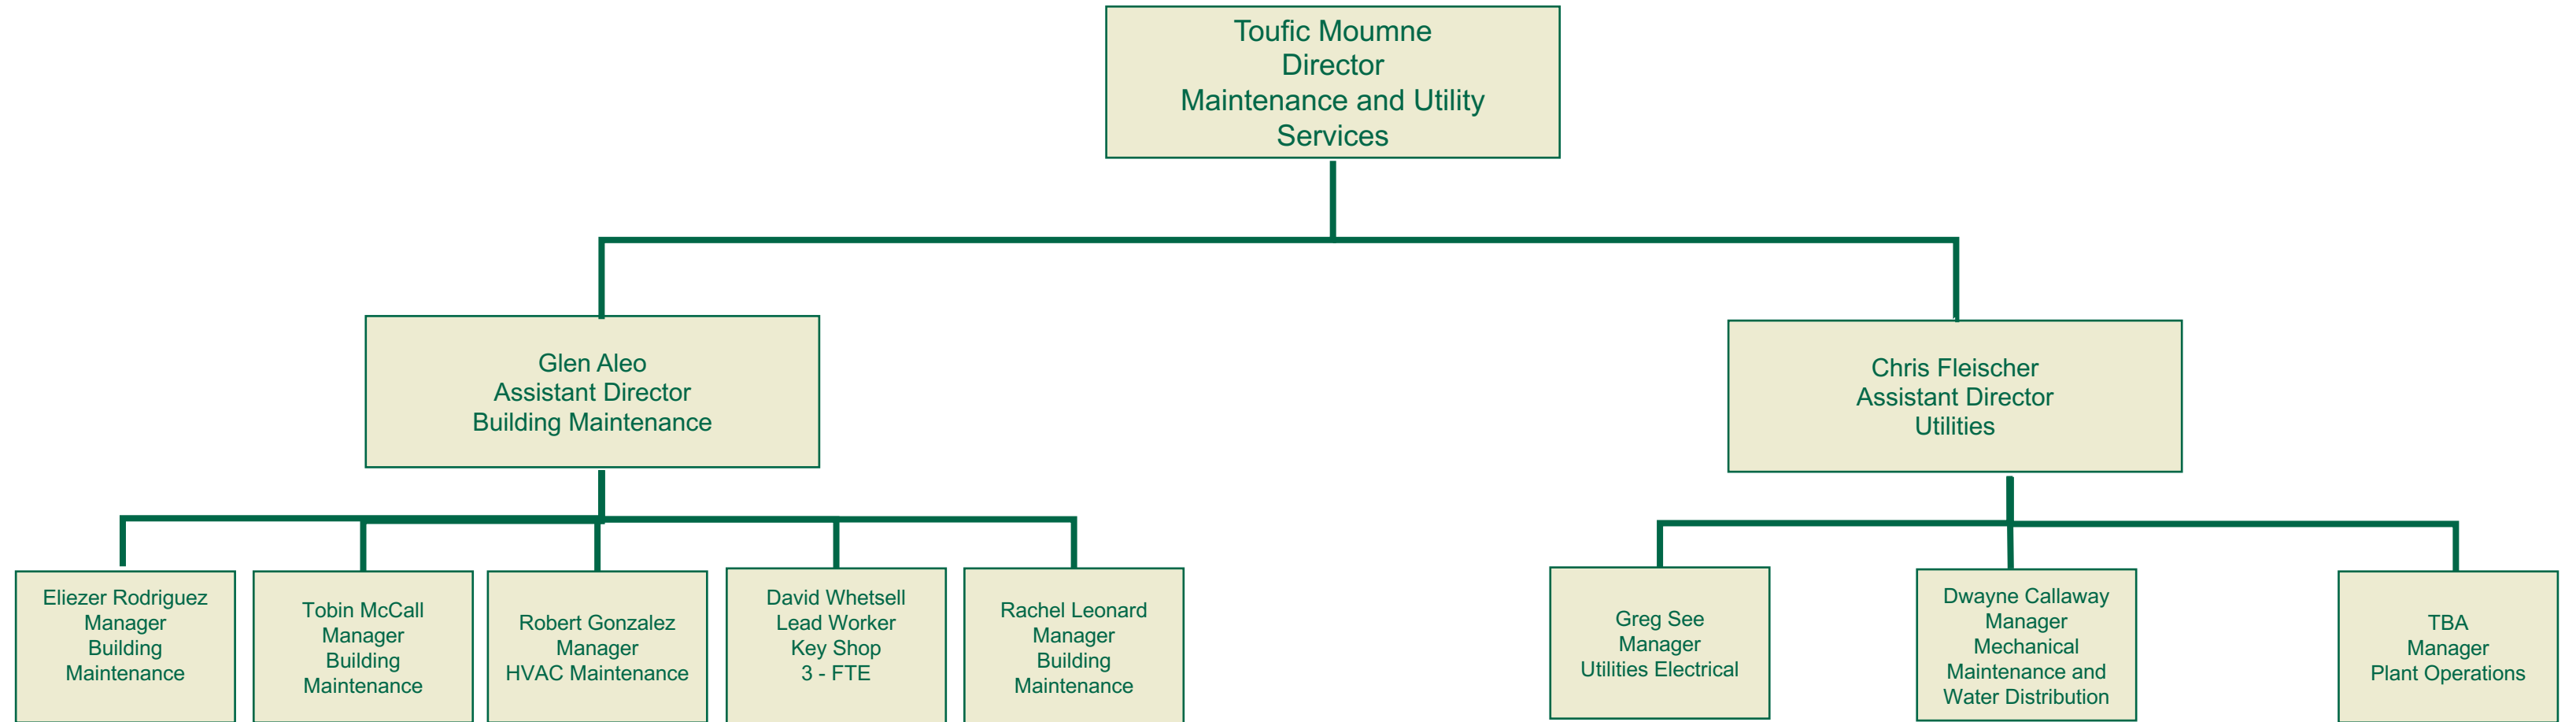 Toufic Moumne
Director
Maintenance and Utility
Services
Glen Aleo
Assistant Director
Building Maintenance
Chris Fleischer
Assistant Director
Utilities
Eliezer Rodriguez
Manager
Building
Maintenance
Tobin McCall
Manager
Building
Maintenance
Robert Gonzalez
Manager
HVAC Maintenance
David Whetsell
Lead Worker
Key Shop
3 - FTE
Rachel Leonard
Manager
Building
Maintenance
Greg See
Manager
Utilities Electrical
Dwayne Callaway
Manager
Mechanical
Maintenance and
Water Distribution
TBA
Manager
Plant Operations